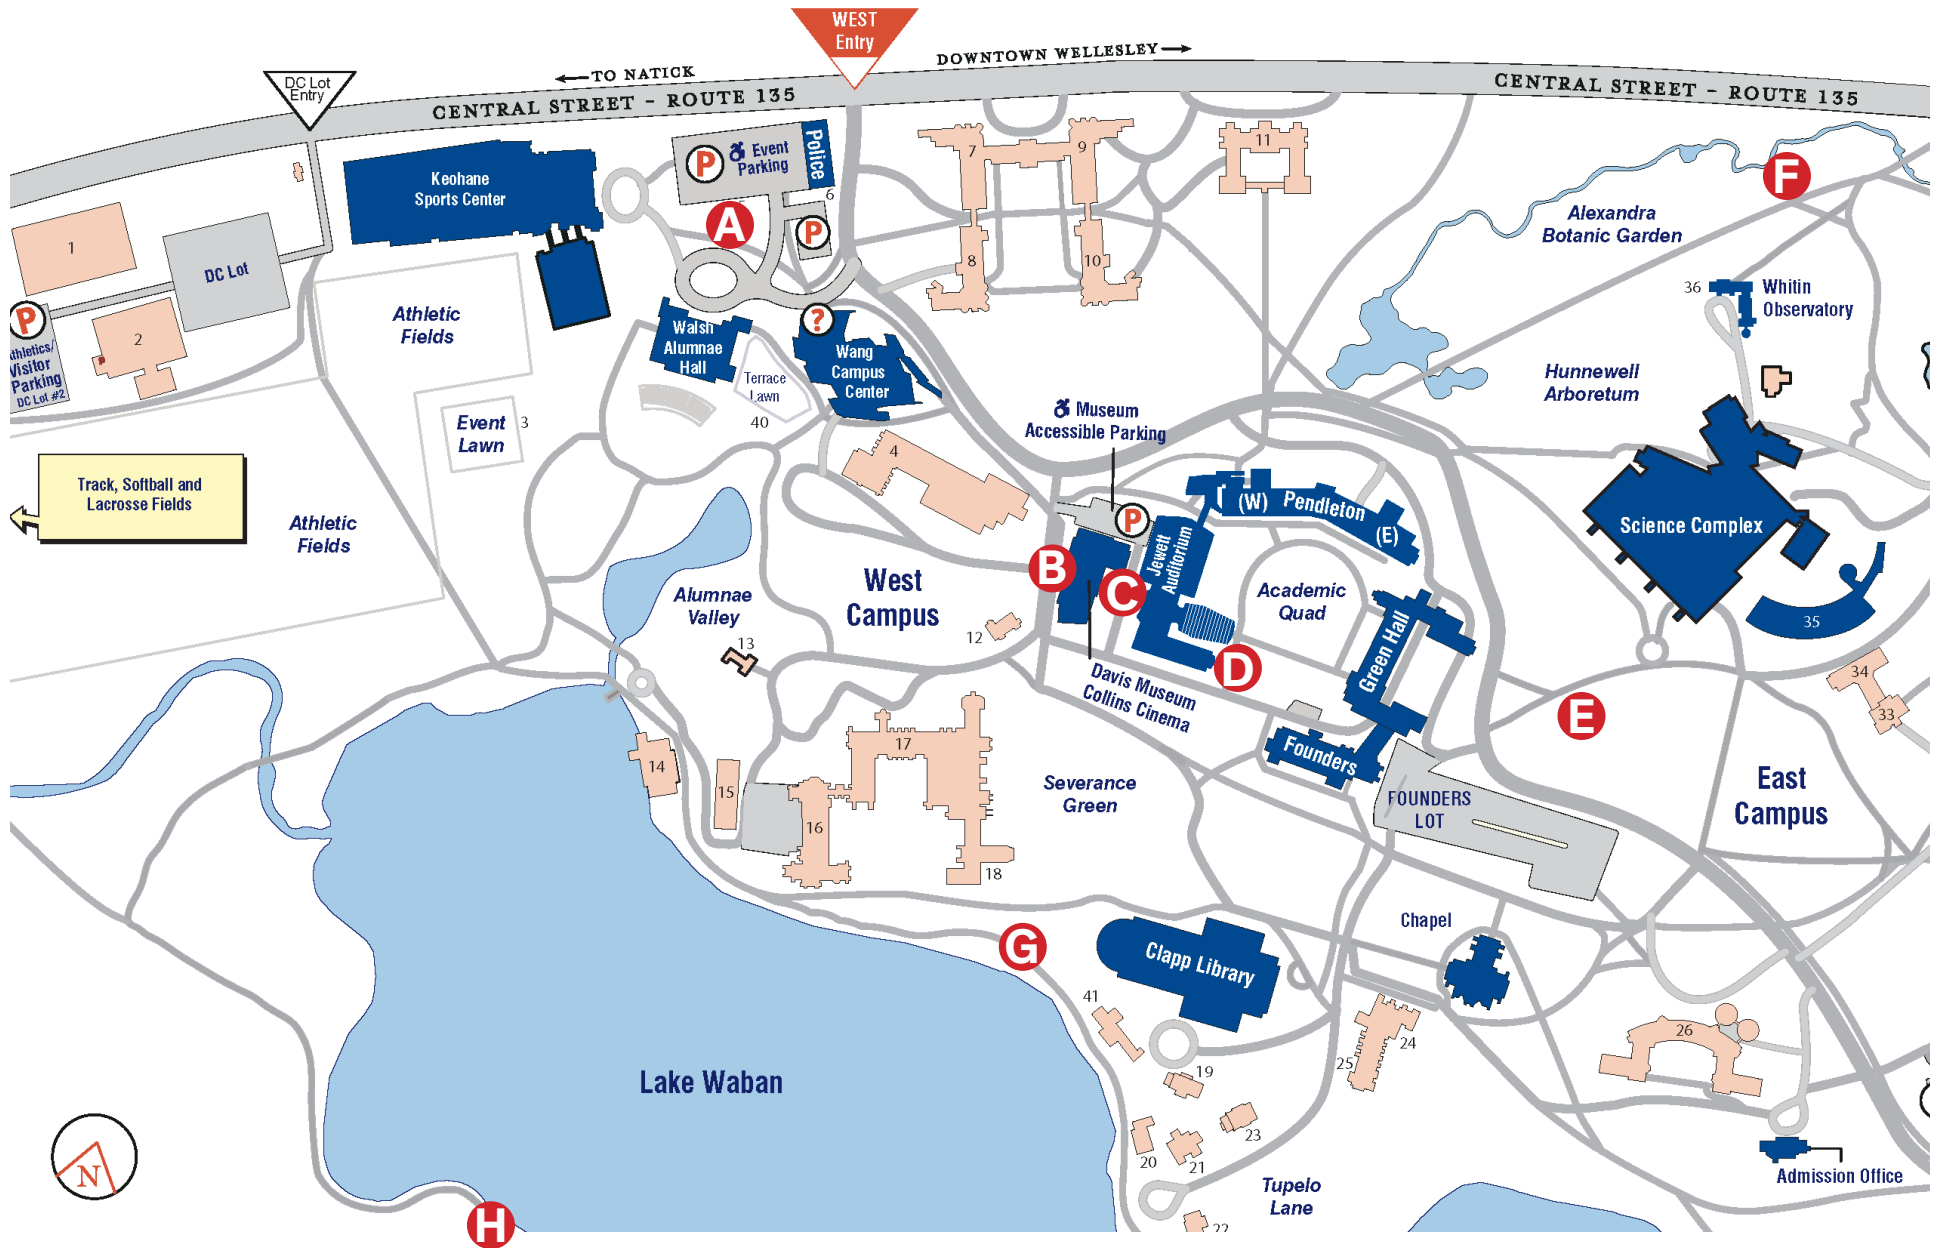 WEST
Entry
DOWNTOWN WELLESLEY
TO NATICK
DC Lot
Entry
CENTRAL STREET – ROUTE 135
CENTRAL STREET – ROUTE 135
Police
P
Event
Parking
6
P
A
Keohane
Sports Center
7
9
8
10
11
F
Alexandra
Botanic Garden
1
DC Lot
2
P
Athletics/
Visitor
Parking
DC Lot #2
Athletic
Fields
Event
Lawn
3
Walsh
Alumnae
Hall
?
Wang
Campus
Center
Terrace
Lawn
40
36
Whitin
Observatory
Hunnewell
Arboretum
Museum
Accessible Parking
4
Track, Softball and
Lacrosse Fields
Athletic
Fields
P
(W)
Pendleton
(E)
Jewett
Auditorium
Science Complex
B
C
West
Campus
Alumnae
Valley
Academic
Quad
Green Hall
12
13
35
D
Davis Museum
Collins Cinema
34
33
E
14
15
16
17
18
Severance
Green
Founders
FOUNDERS
LOT
East
Campus
Chapel
G
Clapp Library
41
19
20
21
22
23
24
25
26
Lake Waban
N
H
Tupelo
Lane
Admission Office